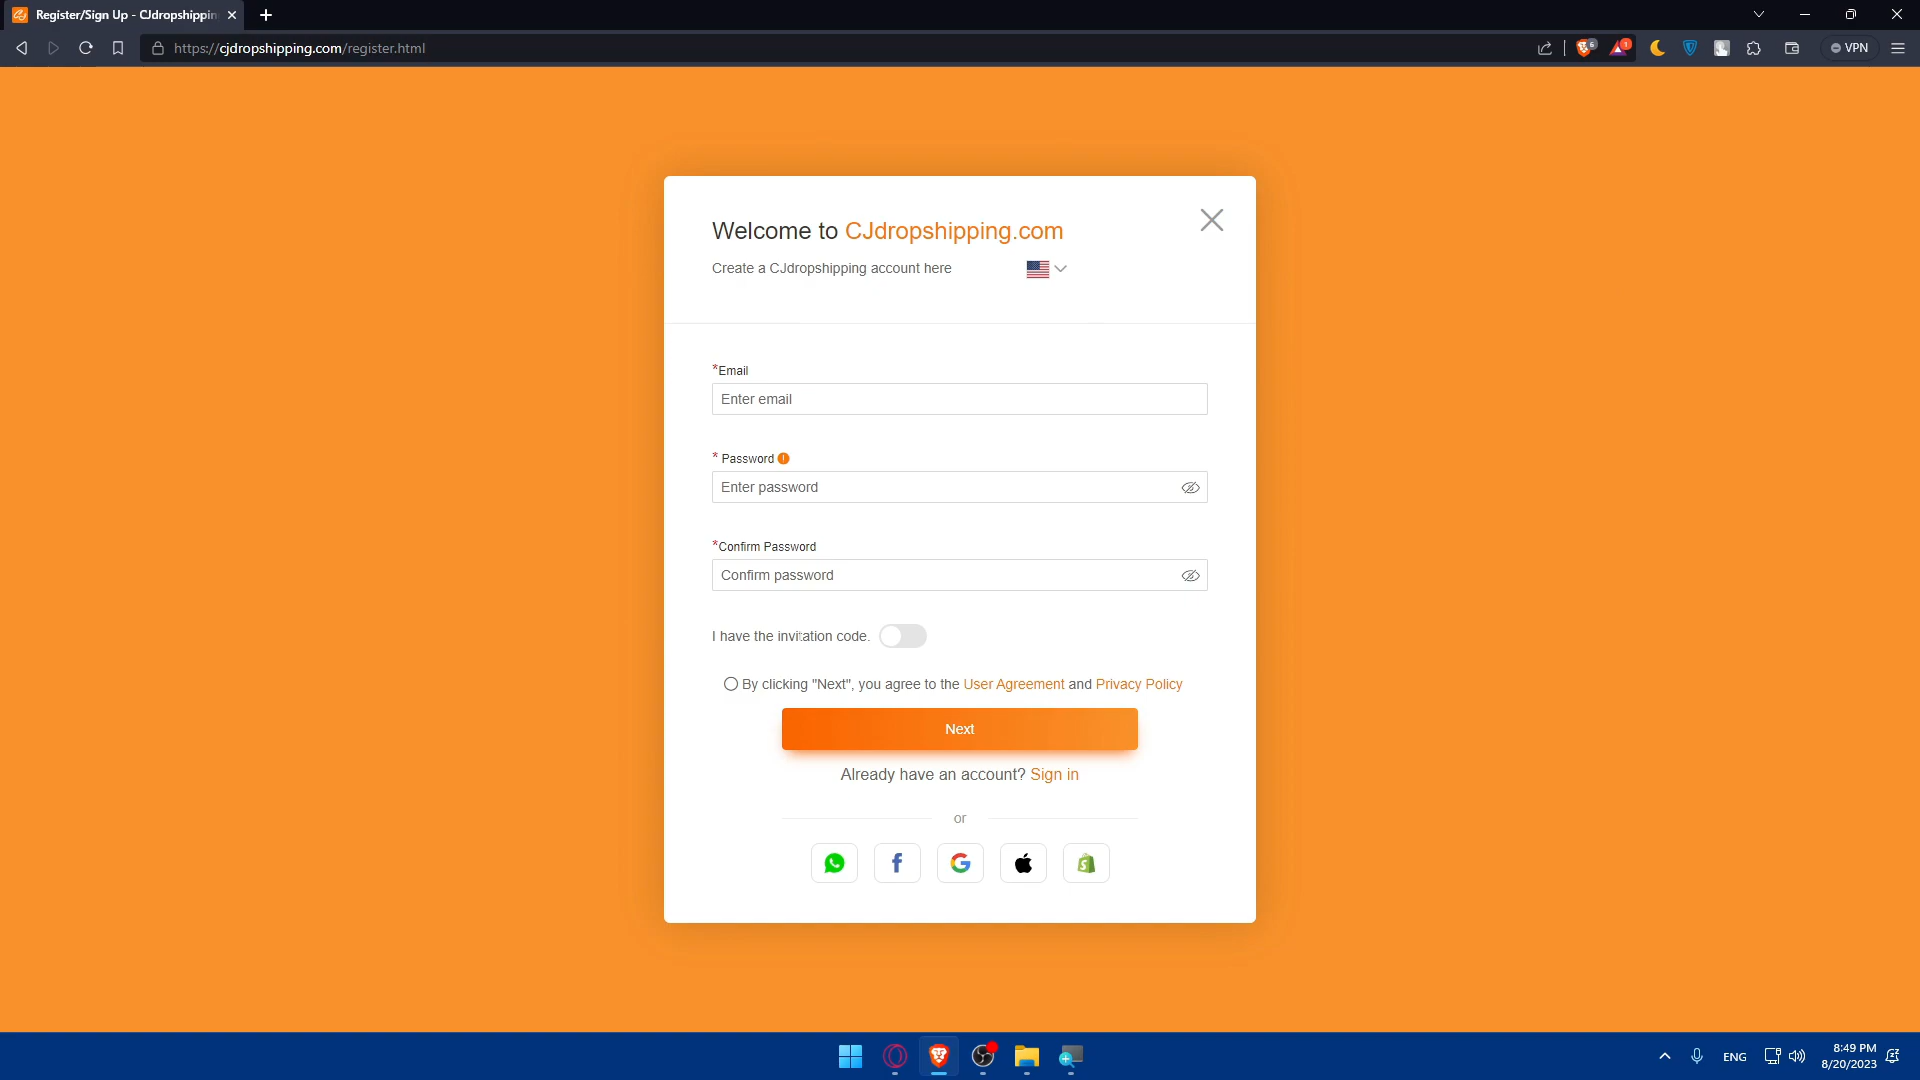 Register/Sign Up - CJdropshippin
https://cjdropshipping.com/register.html
6
1
VPN
Welcome to CJdropshipping.com
Create a CJdropshipping account here
*Email
Enter email
* Password !
Enter password
*Confirm Password
Confirm password
I have the invitation code.
By clicking "Next", you agree to the User Agreement and Privacy Policy
Next
Already have an account? Sign in
or
ENG
8:49 PM
8/20/2023